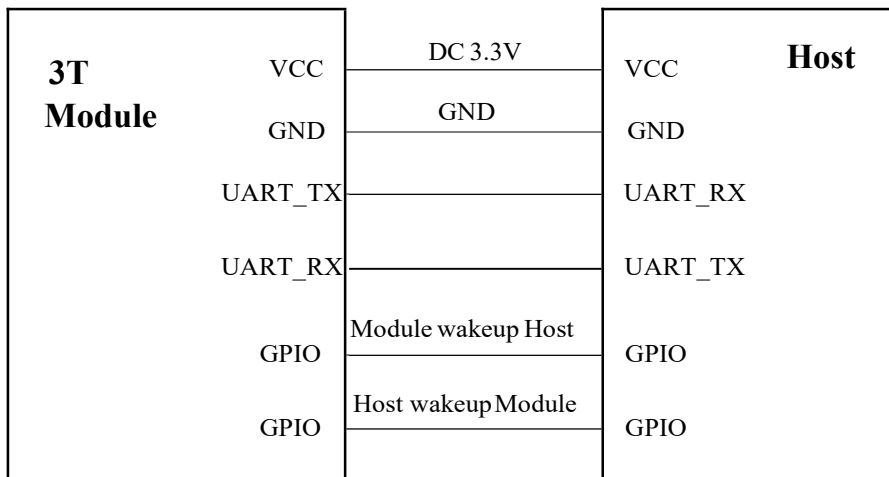 3T
Module
VCC
DC 3.3V
VCC
Host
GND
GND
GND
UART_TX
UART_RX
UART_RX
UART_TX
GPIO
Module wakeup Host
GPIO
GPIO
Host wakeup Module
GPIO